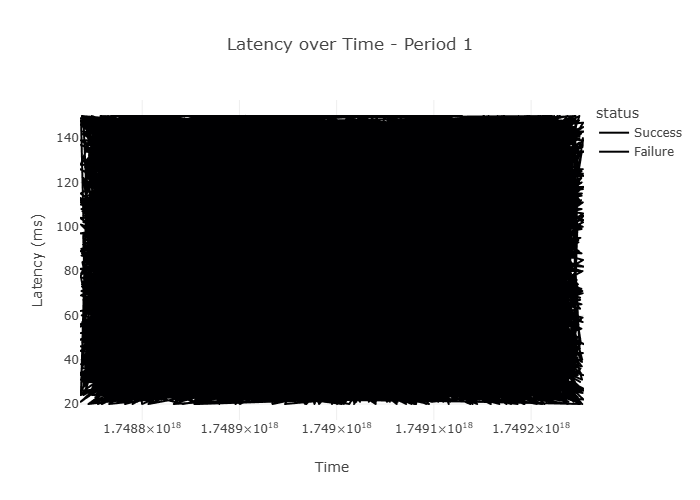 Latency over Time - Period 1
status
Success
Failure
Latency (ms)
140
120
100
80
60
40
20
1.7488×10¹⁸ 1.7489×10¹⁸ 1.749×10¹⁸ 1.7491×10¹⁸ 1.7492×10¹⁸
Time